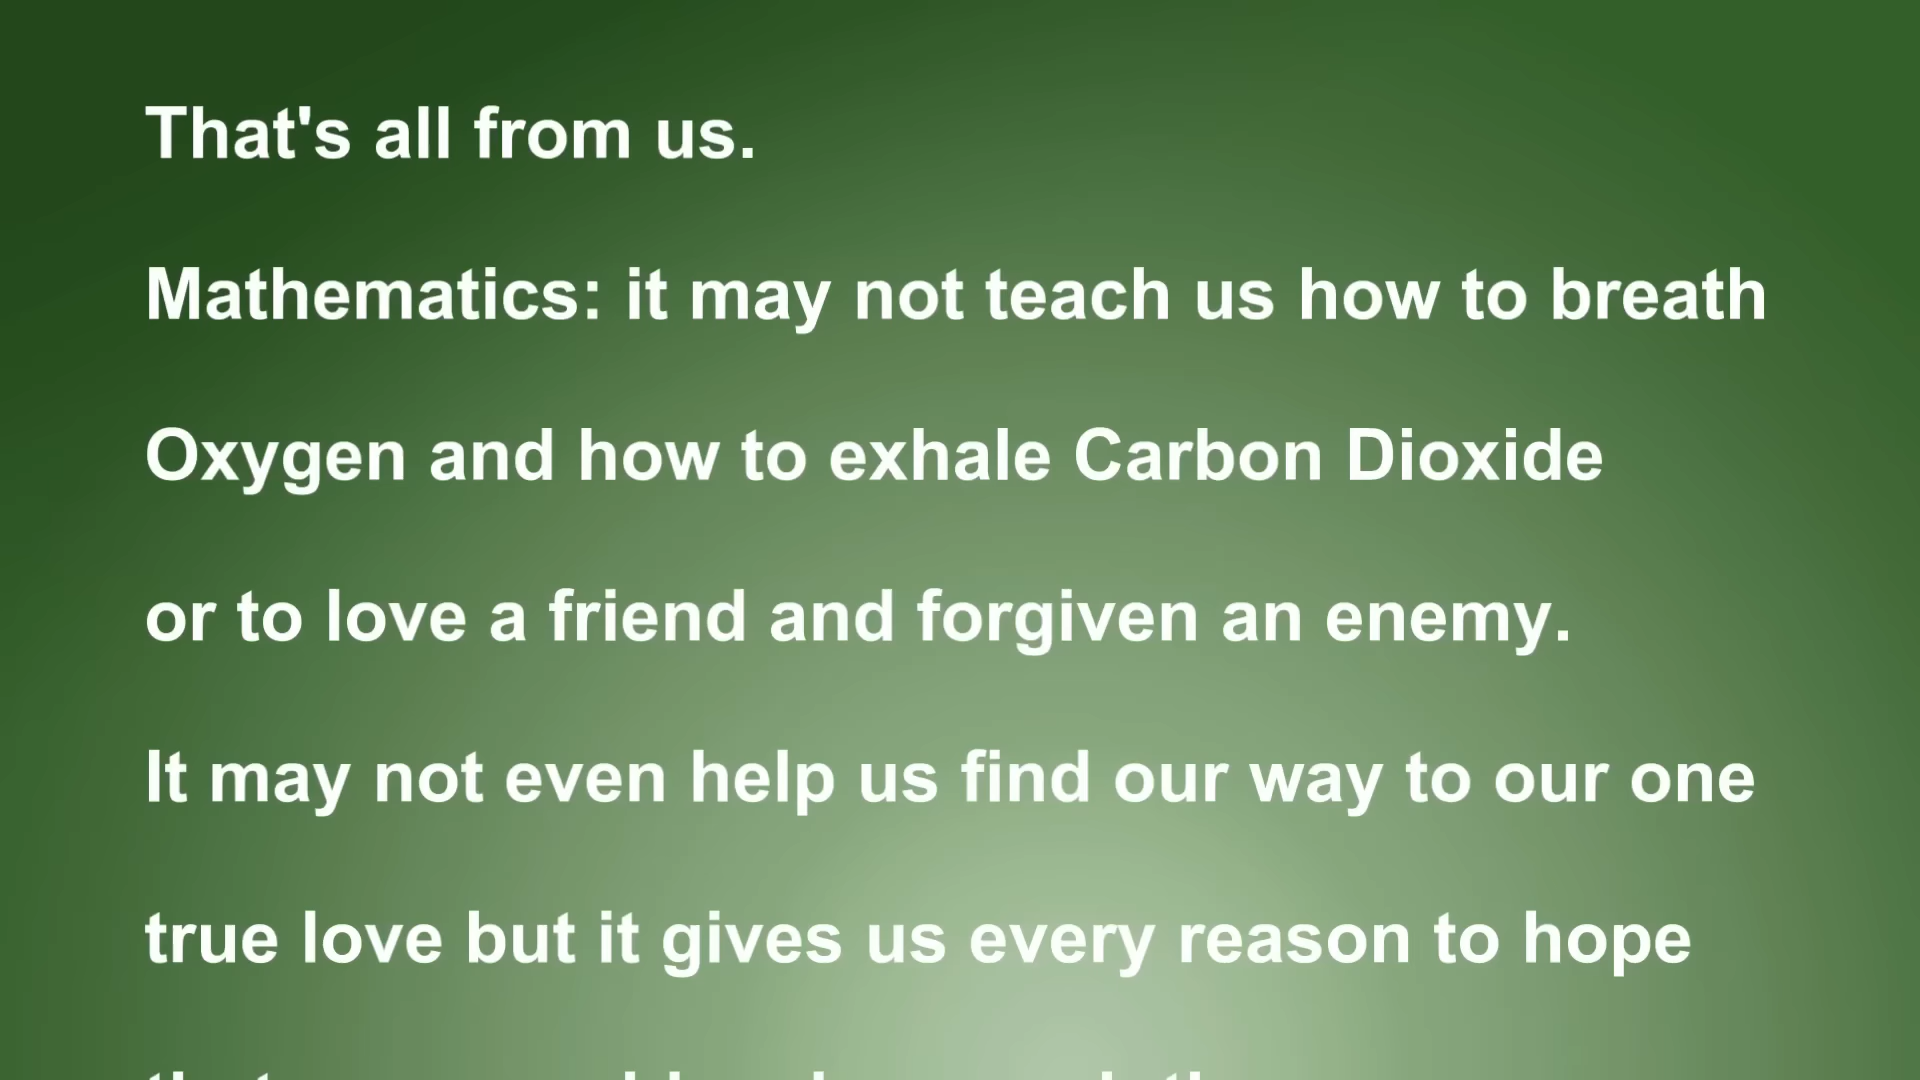 That's all from us.
Mathematics: it may not teach us how to breath
Oxygen and how to exhale Carbon Dioxide
or to love a friend and forgiven an enemy.
It may not even help us find our way to our one
true love but it gives us every reason to hope